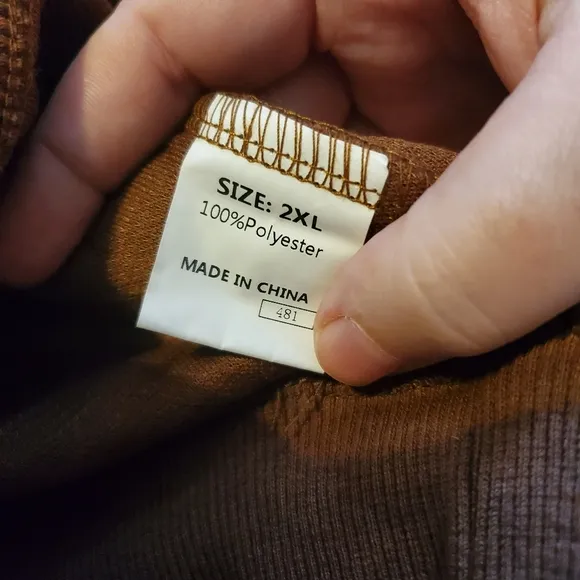 SIZE: 2XL
100%Polyester
MADE IN CHINA
481